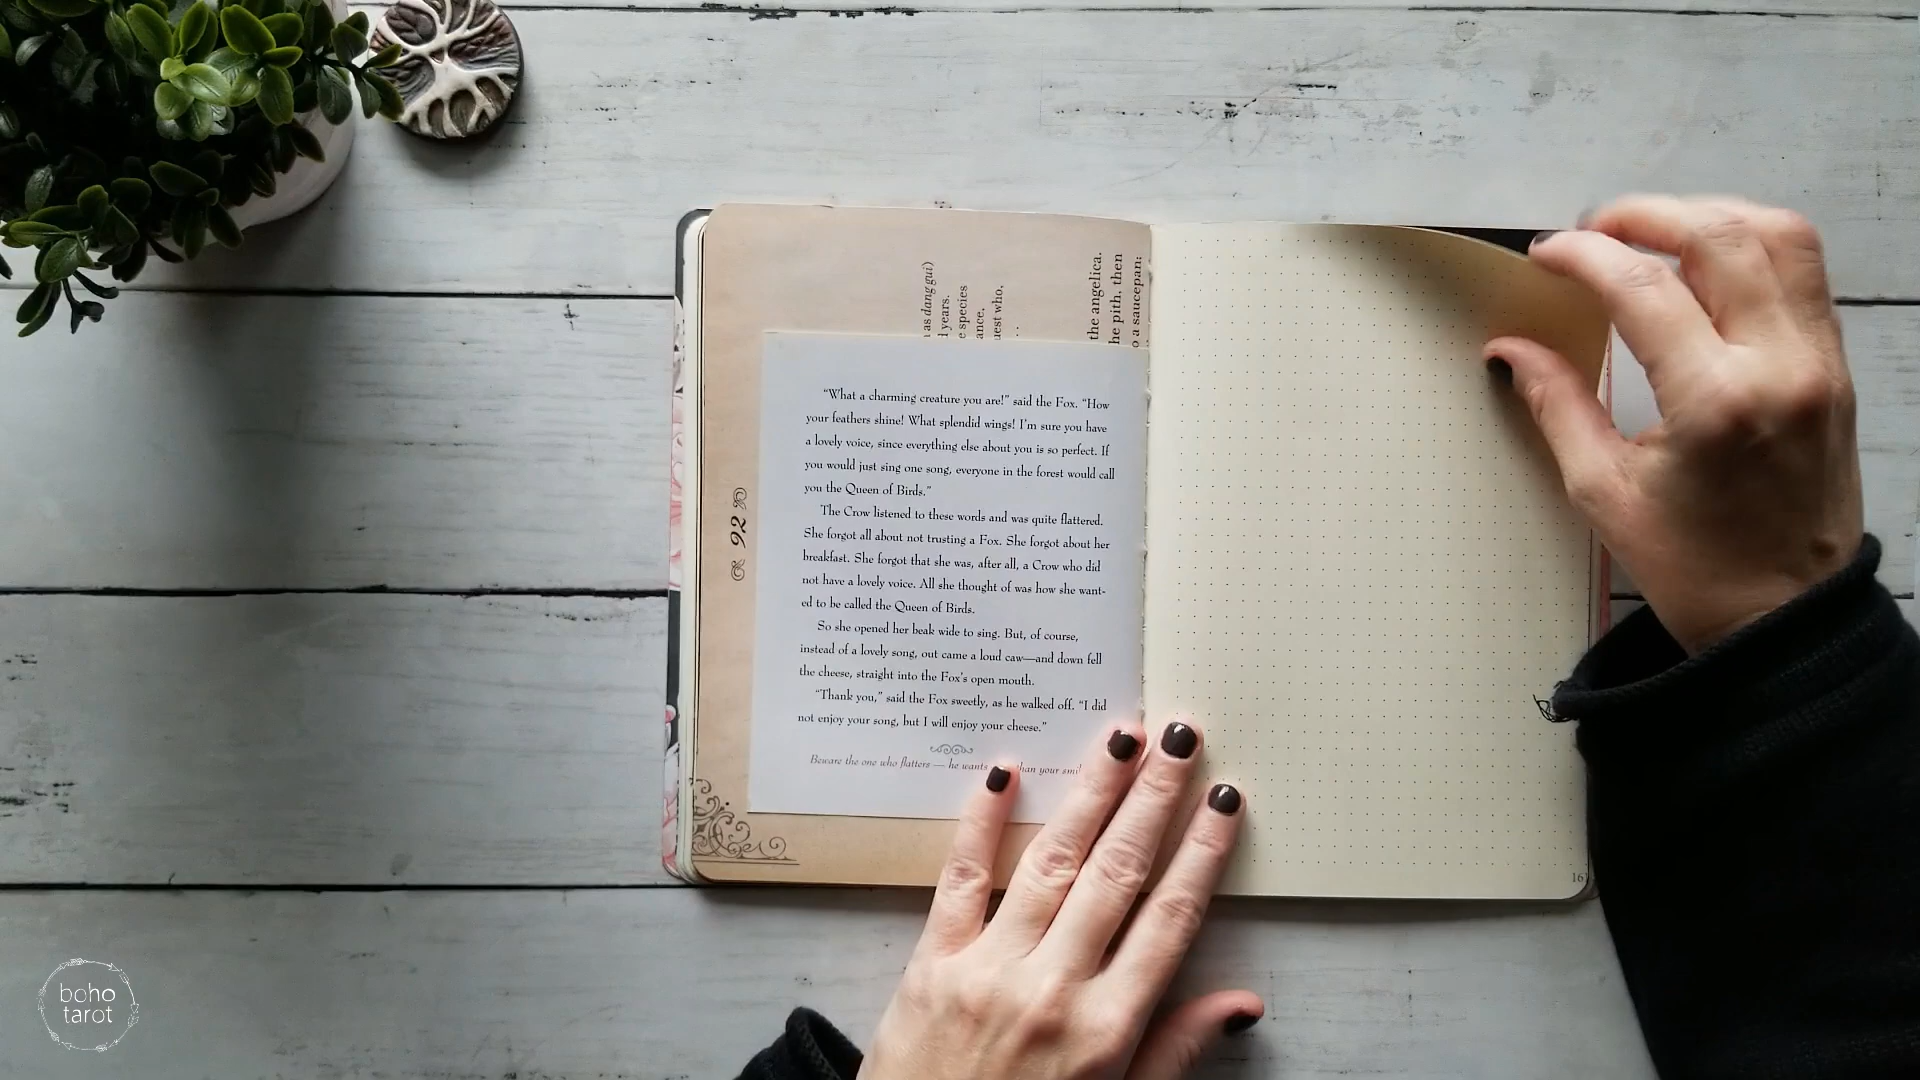 as dang gui)
years.
e species
ance,
uest who,
. .
the angelica.
he pith, then
o a saucepan:
92
“What a charming creature you are!” said the Fox. “How
your feathers shine! What splendid wings! I’m sure you have
a lovely voice, since everything else about you is so perfect. If
you would just sing one song, everyone in the forest would call
you the Queen of Birds.”
The Crow listened to these words and was quite flattered.
She forgot all about not trusting a Fox. She forgot about her
breakfast. She forgot that she was, after all, a Crow who did
not have a lovely voice. All she thought of was how she want-
ed to be called the Queen of Birds.
So she opened her beak wide to sing. But, of course,
instead of a lovely song, out came a loud caw—and down fell
the cheese, straight into the Fox’s open mouth.
“Thank you,” said the Fox sweetly, as he walked off. “I did
not enjoy your song, but I will enjoy your cheese.”
Beware the one who flatters — he wants than your smil
boho
tarot